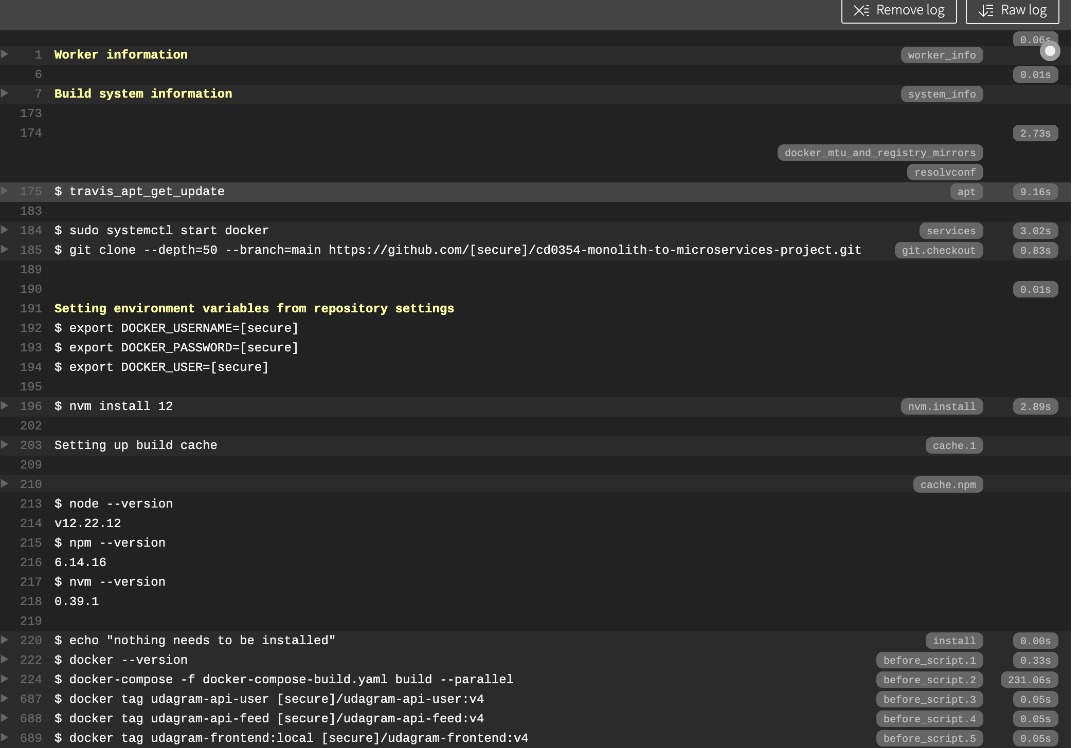 Remove log Raw log
0.06s
1 Worker information worker_info
6 0.01s
7 Build system information system_info
173
174 2.73s
docker_mtu_and_registry_mirrors
resolvconf
175 $ travis_apt_get_update apt 9.16s
183
184 $ sudo systemctl start docker services 3.02s
185 $ git clone --depth=50 --branch=main https://github.com/[secure]/cd0354-monolith-to-microservices-project.git git.checkout 0.83s
189
190 0.01s
191 Setting environment variables from repository settings
192 $ export DOCKER_USERNAME=[secure]
193 $ export DOCKER_PASSWORD=[secure]
194 $ export DOCKER_USER=[secure]
195
196 $ nvm install 12 nvm.install 2.89s
202
203 Setting up build cache cache.1
209
210 cache.npm
213 $ node --version
214 v12.22.12
215 $ npm --version
216 6.14.16
217 $ nvm --version
218 0.39.1
219
220 $ echo "nothing needs to be installed" install 0.00s
222 $ docker --version before_script.1 0.33s
224 $ docker-compose -f docker-compose-build.yaml build --parallel before_script.2 231.06s
687 $ docker tag udagram-api-user [secure]/udagram-api-user:v4 before_script.3 0.05s
688 $ docker tag udagram-api-feed [secure]/udagram-api-feed:v4 before_script.4 0.05s
689 $ docker tag udagram-frontend:local [secure]/udagram-frontend:v4 before_script.5 0.05s